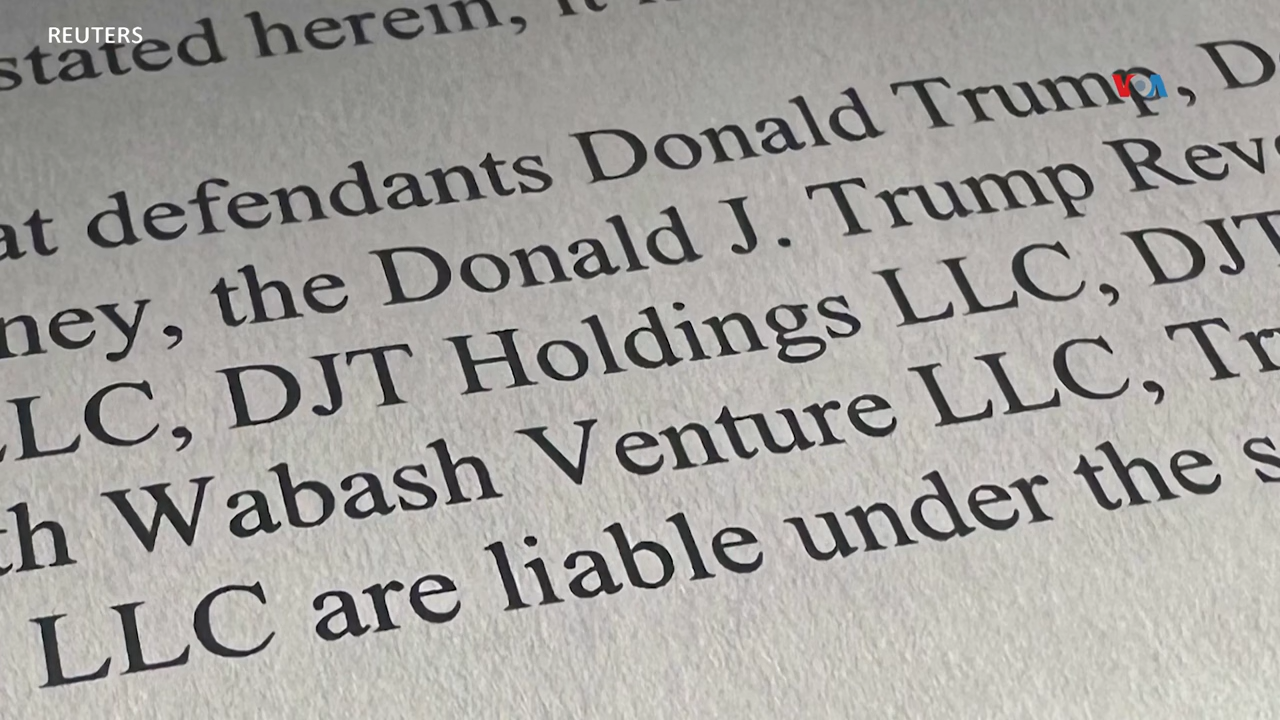 REUTERS
stated herein, it
VOA
at defendants Donald Trump, D
ney, the Donald J. Trump Rev
LLC, DJT Holdings LLC, DJT
th Wabash Venture LLC, Tr
LLC are liable under the s